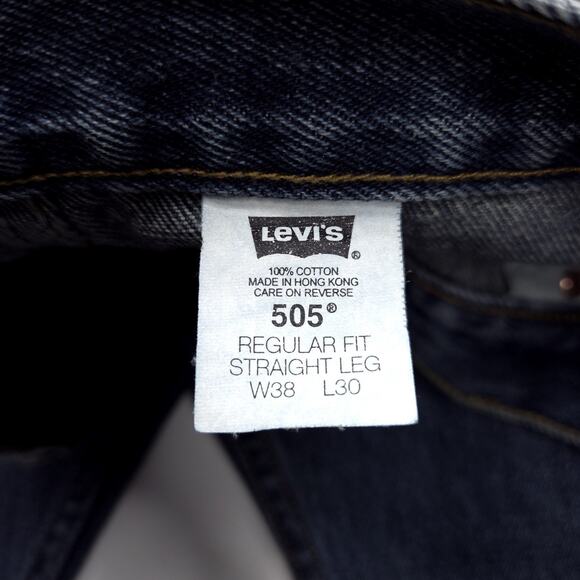 Levi's ®
100% COTTON
MADE IN HONG KONG
CARE ON REVERSE
505®
REGULAR FIT
STRAIGHT LEG
W38 L30